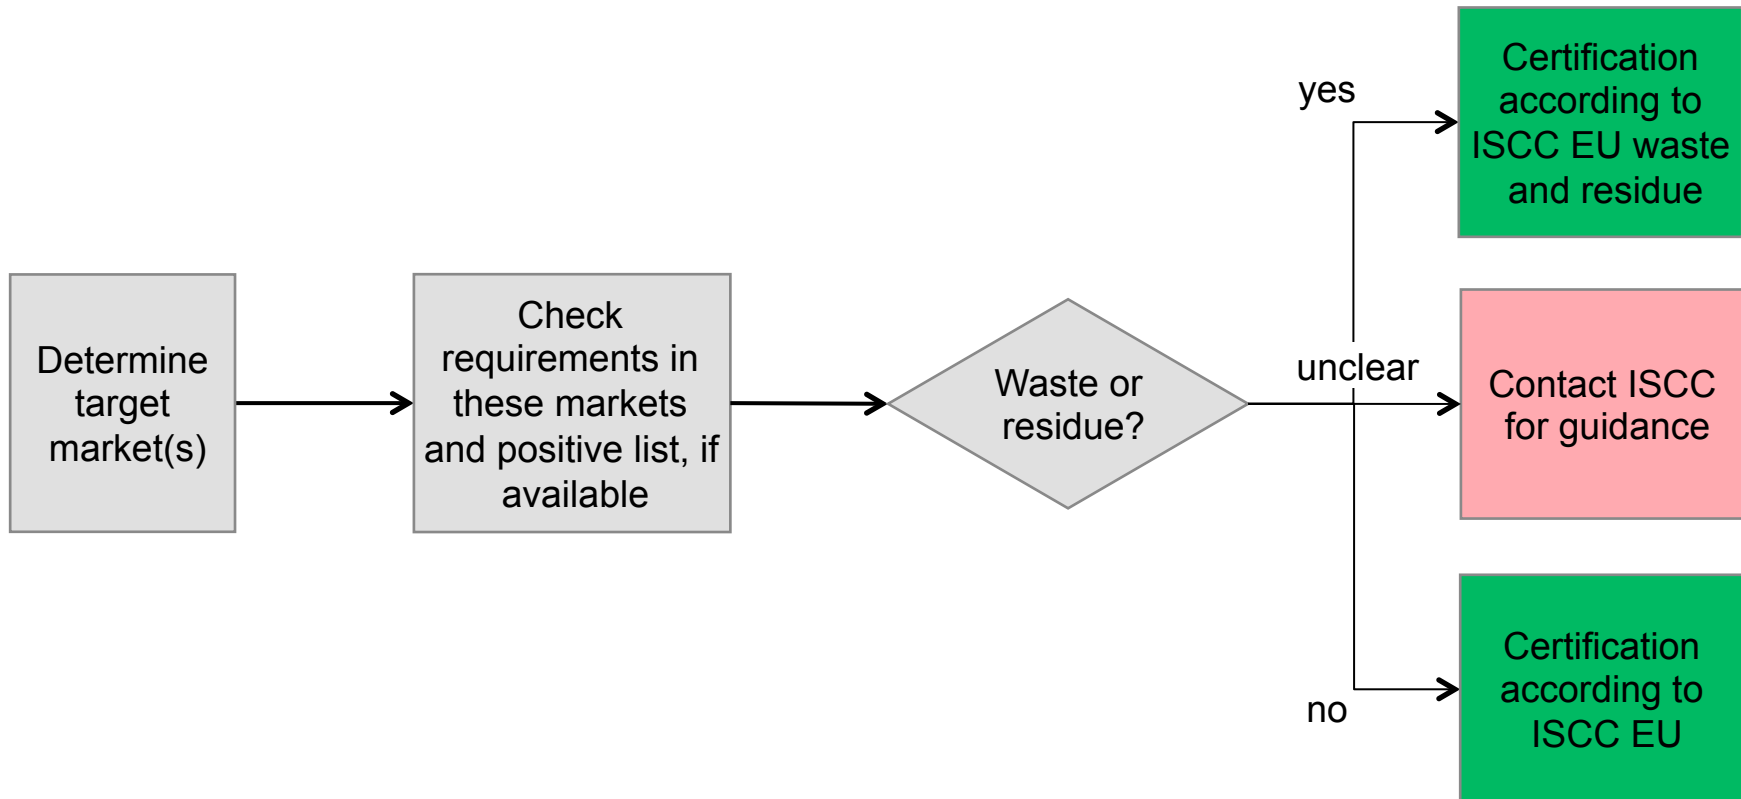 Determine
target
market(s)
Check
requirements in
these markets
and positive list, if
available
Waste or
residue?
yes
unclear
no
Certification
according to
ISCC EU waste
and residue
Contact ISCC
for guidance
Certification
according to
ISCC EU